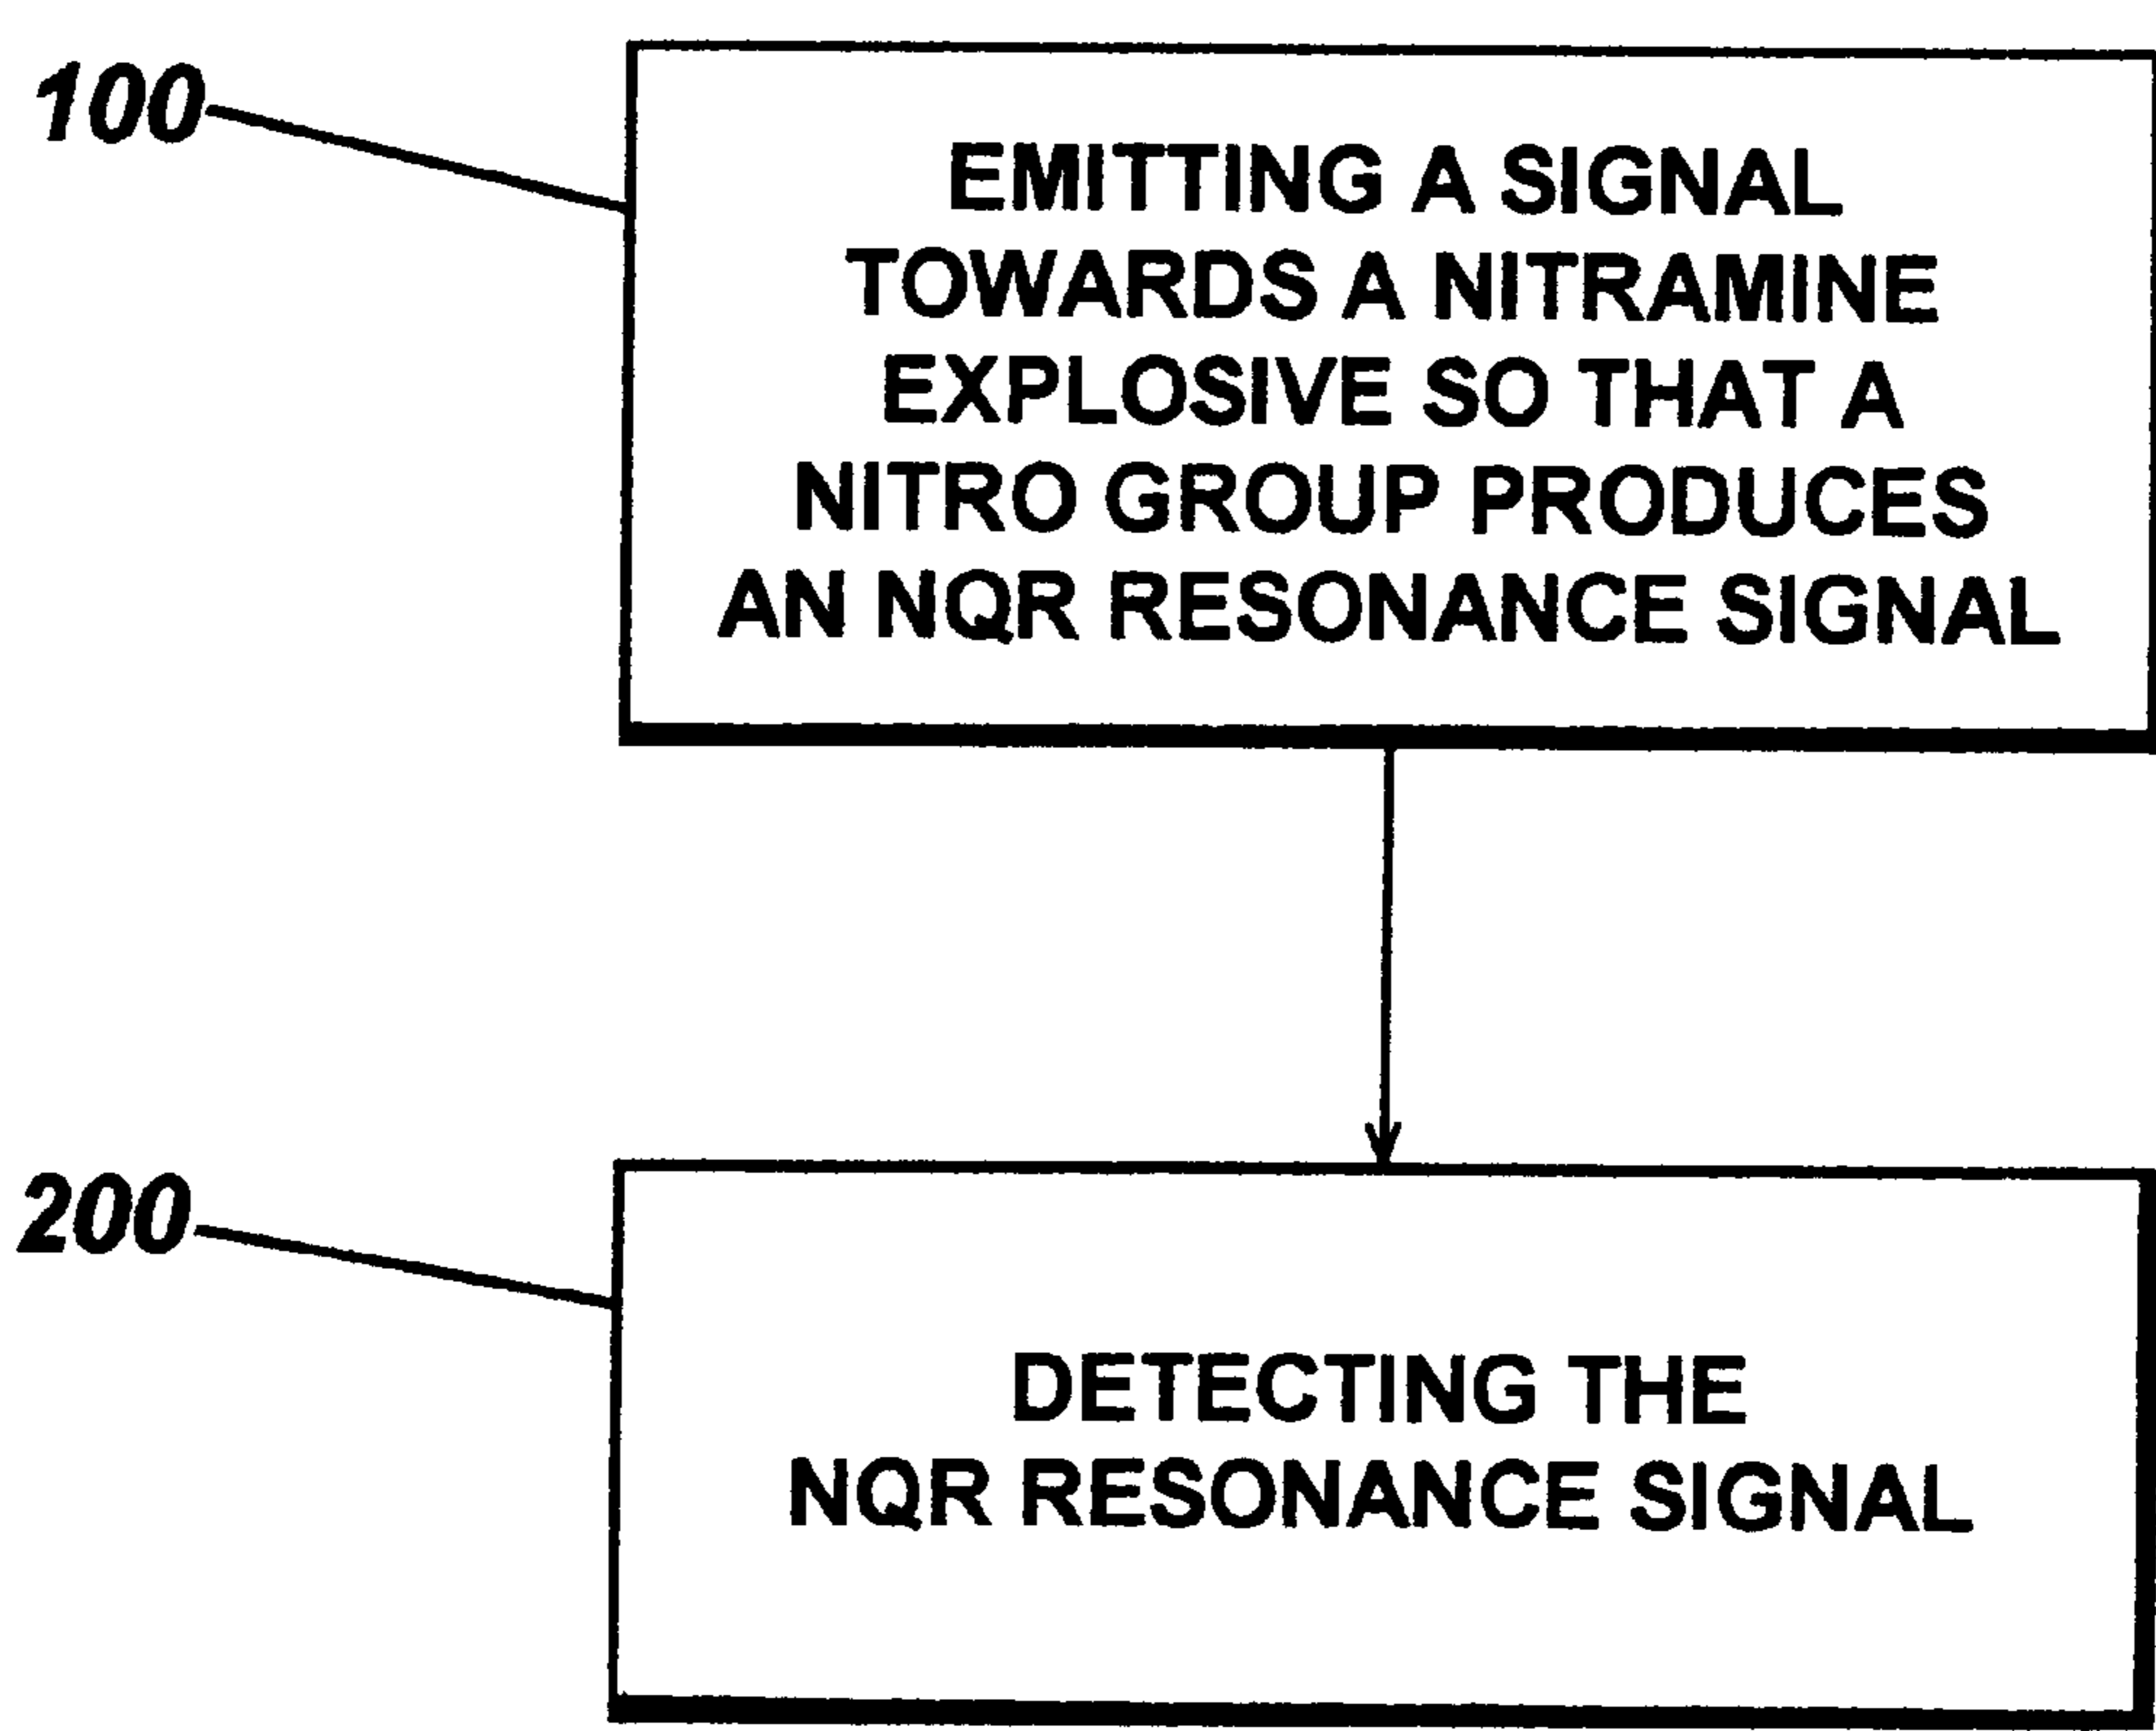 100
EMITTING A SIGNAL
TOWARDS A NITRAMINE
EXPLOSIVE SO THAT A
NITRO GROUP PRODUCES
AN NQR RESONANCE SIGNAL
200
DETECTING THE
NQR RESONANCE SIGNAL